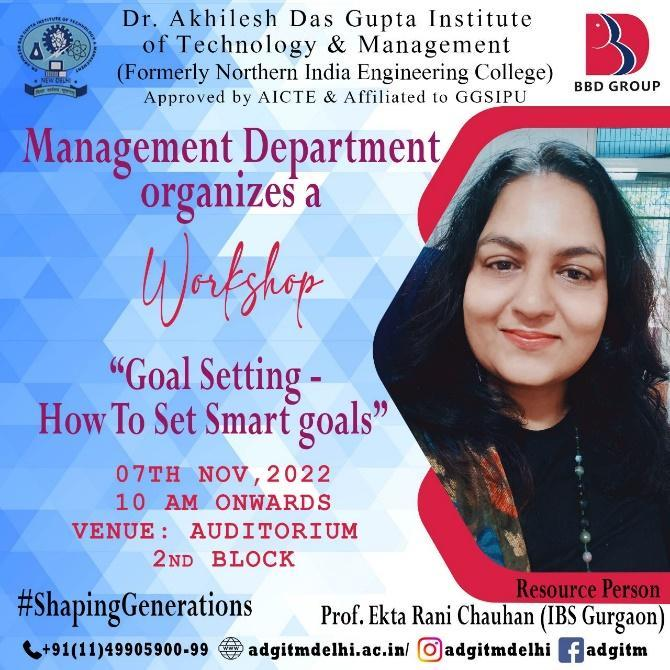 Dr. Akhilesh Das Gupta Institute
of Technology & Management
(Formerly Northern India Engineering College)
Approved by AICTE & Affiliated to GGSIPU
BBD GROUP
NEW DELHI
Management Department
organizes a
Workshop
“Goal Setting -
How To Set Smart goals”
07TH NOV,2022
10 AM ONWARDS
VENUE: AUDITORIUM
2ND BLOCK
#ShapingGenerations
Resource Person
Prof. Ekta Rani Chauhan (IBS Gurgaon)
+91(11)49905900-99 adgitmdelhi.ac.in/ adgitmdelhi adgitm